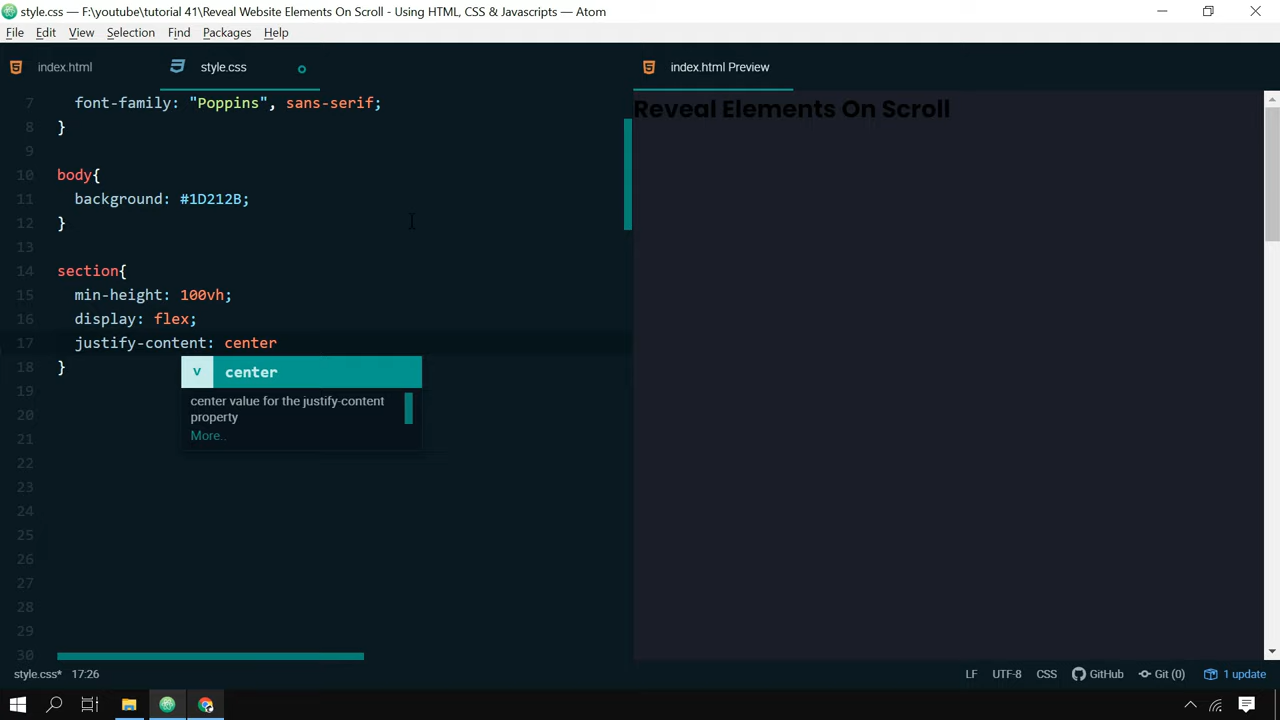 style.css — F:\youtube\tutorial 41\Reveal Website Elements On Scroll - Using HTML, CSS & Javascripts — Atom
File Edit View Selection Find Packages Help
index.html style.css index.html Preview
7 font-family: "Poppins", sans-serif;
8 }
9
10 body{
11 background: #1D212B;
12 }
13
14 section{
15 min-height: 100vh;
16 display: flex;
17 justify-content: center
18 }
19
20
21
22
23
24
25
26
27
28
29
30
v center
center value for the justify-content
property
More..
Reveal Elements On Scroll
style.css* 17:26 LF UTF-8 CSS GitHub Git (0) 1 update